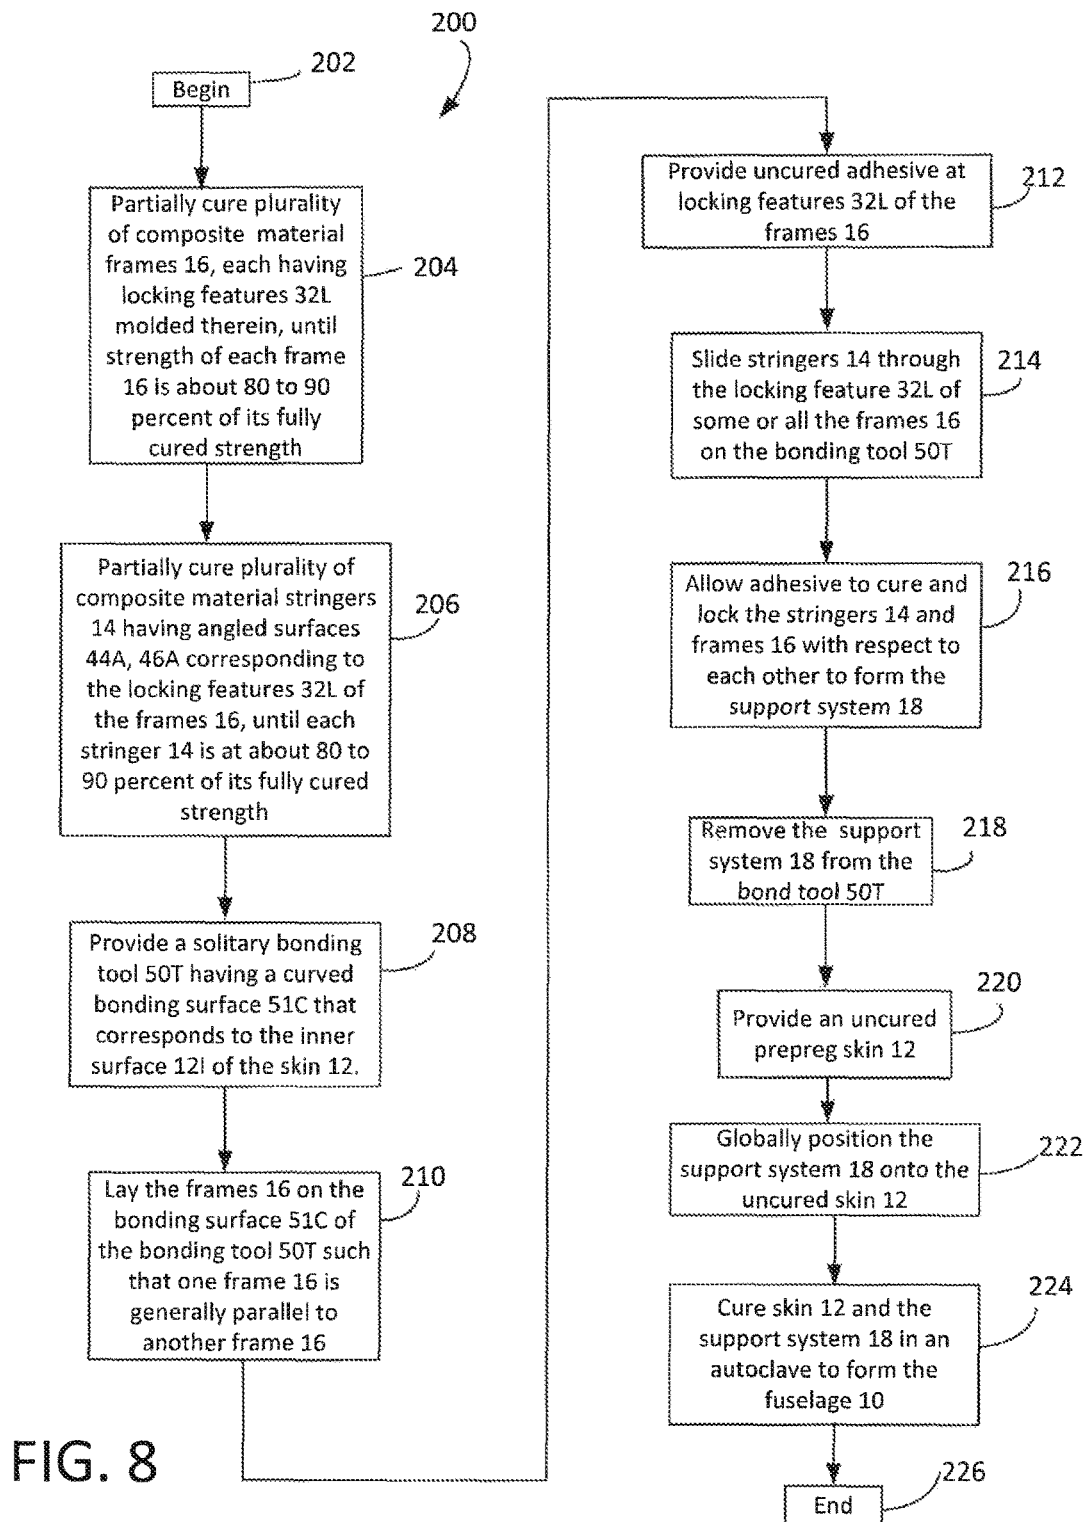 200
202
Begin
Partially cure plurality
of composite material
frames 16, each having
locking features 32L
molded therein, until
strength of each frame
16 is about 80 to 90
percent of its fully
cured strength
204
Partially cure plurality of
composite material stringers
14 having angled surfaces
44A, 46A corresponding to
the locking features 32L of
the frames 16, until each
stringer 14 is at about 80 to
90 percent of its fully cured
strength
206
Provide a solitary bonding
tool 50T having a curved
bonding surface 51C that
corresponds to the inner
surface 12I of the skin 12.
208
Lay the frames 16 on the
bonding surface 51C of
the bonding tool 50T such
that one frame 16 is
generally parallel to
another frame 16
210
Provide uncured adhesive at
locking features 32L of the
frames 16
212
Slide stringers 14 through
the locking feature 32L of
some or all the frames 16
on the bonding tool 50T
214
Allow adhesive to cure and
lock the stringers 14 and
frames 16 with respect to
each other to form the
support system 18
216
Remove the support
system 18 from the
bond tool 50T
218
Provide an uncured
prepreg skin 12
220
Globally position the
support system 18 onto the
uncured skin 12
222
Cure skin 12 and the
support system 18 in an
autoclave to form the
fuselage 10
224
End
226
FIG. 8